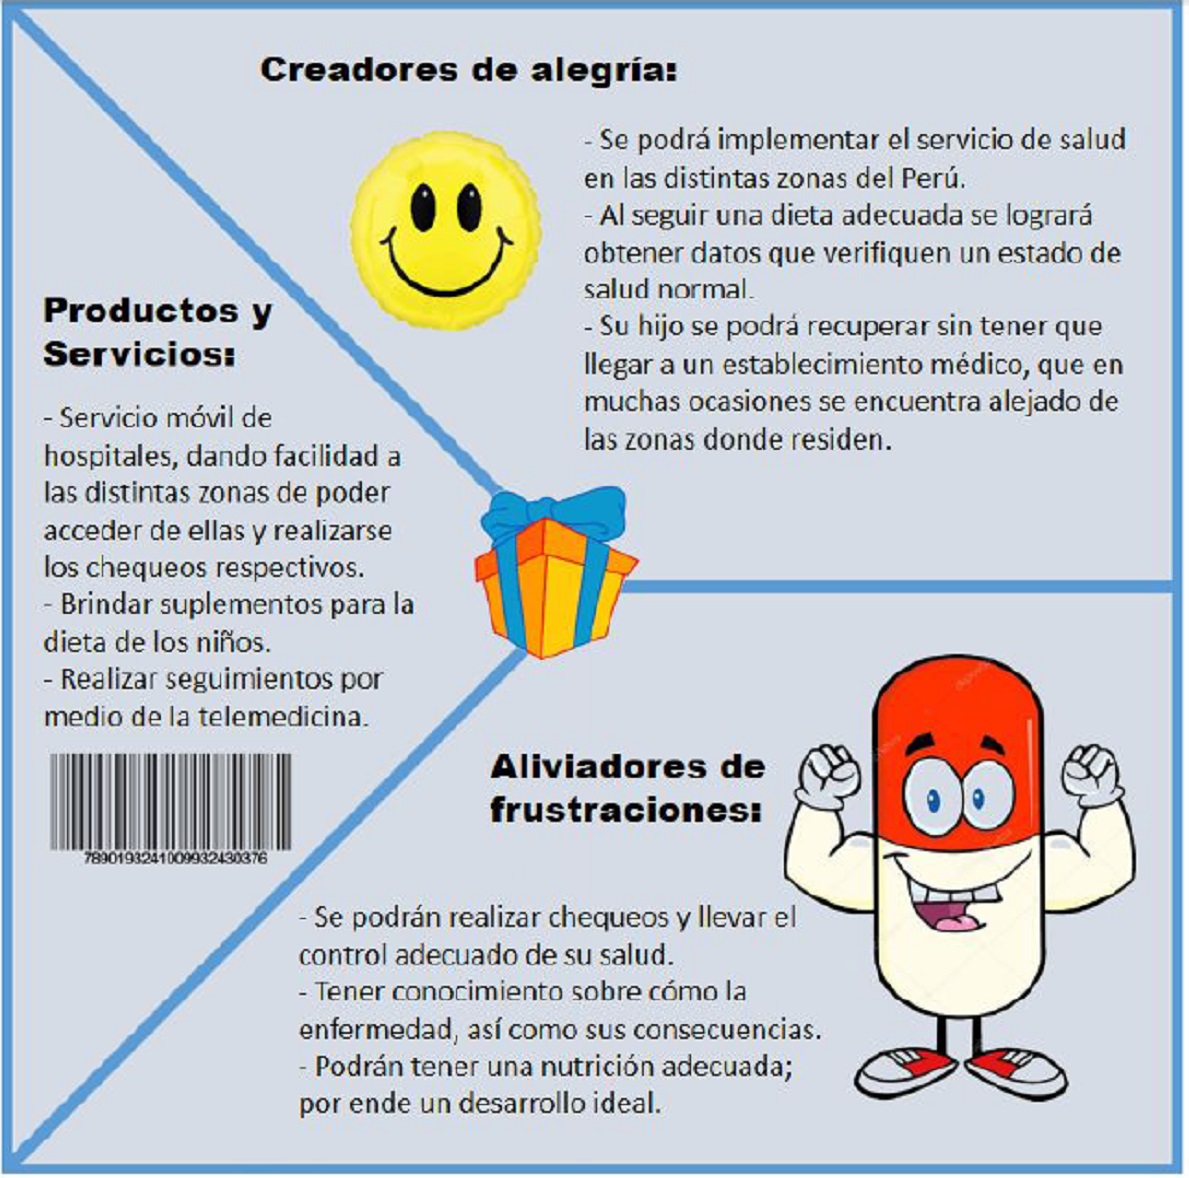 Creadores de alegría:
- Se podrá implementar el servicio de salud
en las distintas zonas del Perú.
- Al seguir una dieta adecuada se logrará
obtener datos que verifiquen un estado de
salud normal.
- Su hijo se podrá recuperar sin tener que
llegar a un establecimiento médico, que en
muchas ocasiones se encuentra alejado de
las zonas donde residen.
Productos y
Servicios:
- Servicio móvil de
hospitales, dando facilidad a
las distintas zonas de poder
acceder de ellas y realizarse
los chequeos respectivos.
- Brindar suplementos para la
dieta de los niños.
- Realizar seguimientos por
medio de la telemedicina.
7890193241009932430376
Aliviadores de
frustraciones:
- Se podrán realizar chequeos y llevar el
control adecuado de su salud.
- Tener conocimiento sobre cómo la
enfermedad, así como sus consecuencias.
- Podrán tener una nutrición adecuada;
por ende un desarrollo ideal.